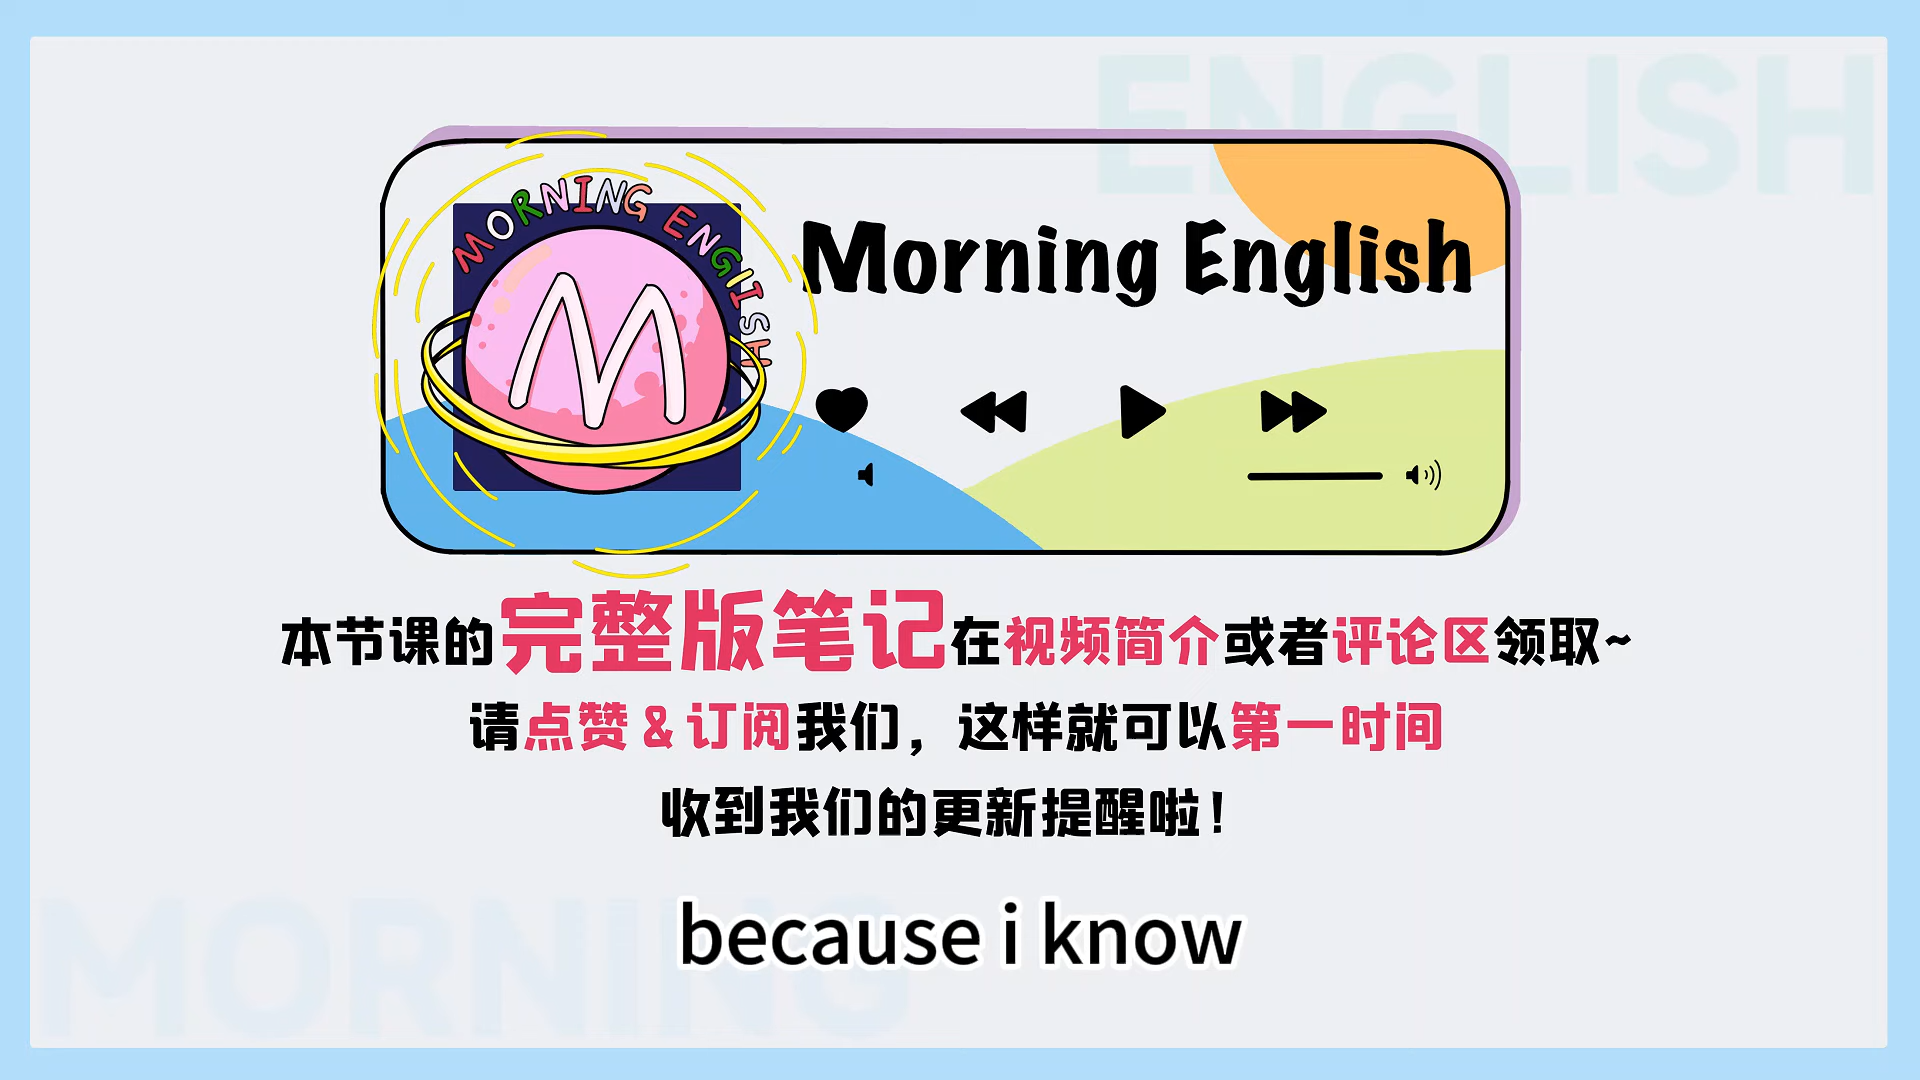 ENGLISH
MORNING ENGLISH
M
Morning English
本节课的完整版笔记在视频简介或者评论区领取~
请点赞&订阅我们，这样就可以第一时间
收到我们的更新提醒啦！
MORNING
because i know